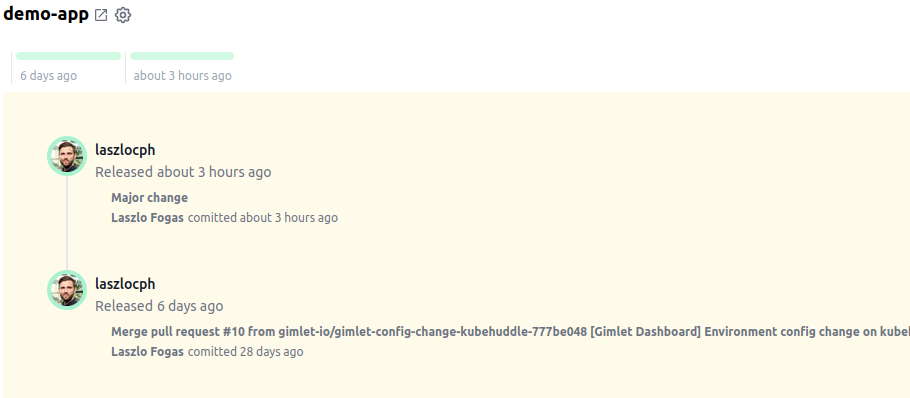 demo-app
6 days ago
about 3 hours ago
laszlocph
Released about 3 hours ago
Major change
Laszlo Fogas comitted about 3 hours ago
laszlocph
Released 6 days ago
Merge pull request #10 from gimlet-io/gimlet-config-change-kubehuddle-777be048 [Gimlet Dashboard] Environment config change on
Laszlo Fogas comitted 28 days ago